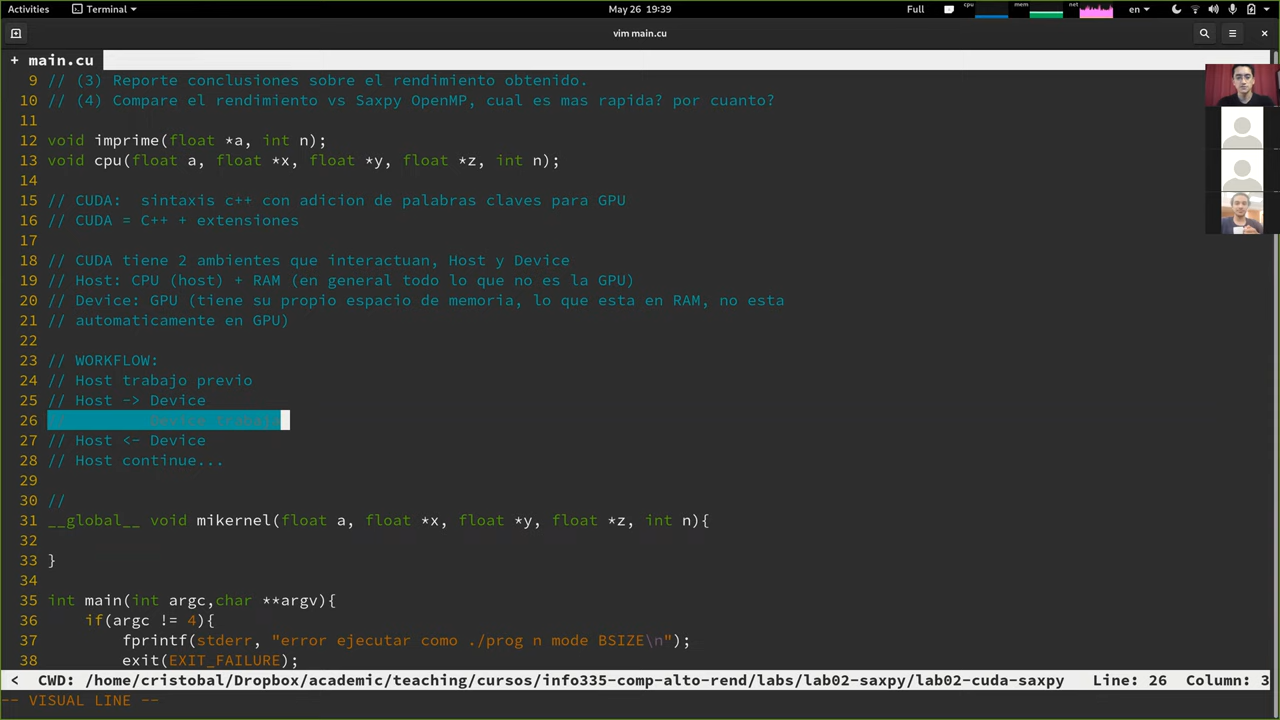 Activities Terminal May 26 19:39 Full cpu mem net en
vim main.cu
+ main.cu
9 // (3) Reporte conclusiones sobre el rendimiento obtenido.
10 // (4) Compare el rendimiento vs Saxpy OpenMP, cual es mas rapida? por cuanto?
11
12 void imprime(float *a, int n);
13 void cpu(float a, float *x, float *y, float *z, int n);
14
15 // CUDA:  sintaxis c++ con adicion de palabras claves para GPU
16 // CUDA = C++ + extensiones
17
18 // CUDA tiene 2 ambientes que interactuan, Host y Device
19 // Host: CPU (host) + RAM (en general todo lo que no es la GPU)
20 // Device: GPU (tiene su propio espacio de memoria, lo que esta en RAM, no esta
21 // automaticamente en GPU)
22
23 // WORKFLOW:
24 // Host trabajo previo
25 // Host -> Device
26 // Device trabaja
27 // Host <- Device
28 // Host continue...
29
30 //
31 __global__ void mikernel(float a, float *x, float *y, float *z, int n){
32
33 }
34
35 int main(int argc,char **argv){
36 if(argc != 4){
37 fprintf(stderr, "error ejecutar como ./prog n mode BSIZE\n");
38 exit(EXIT_FAILURE);
< CWD: /home/cristobal/Dropbox/academic/teaching/cursos/info335-comp-alto-rend/labs/lab02-saxpy/lab02-cuda-saxpy Line: 26 Column: 3
-- VISUAL LINE --